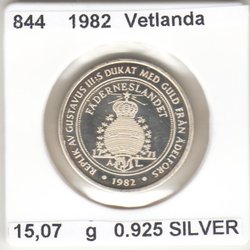 844 1982 Vetlanda
REPLIK AV GUSTAVUS III:S DUKAT MED GULD FRÅN ÄDELFORS
FÄDERNESLANDET
• 1982 •
15,07 g 0.925 SILVER